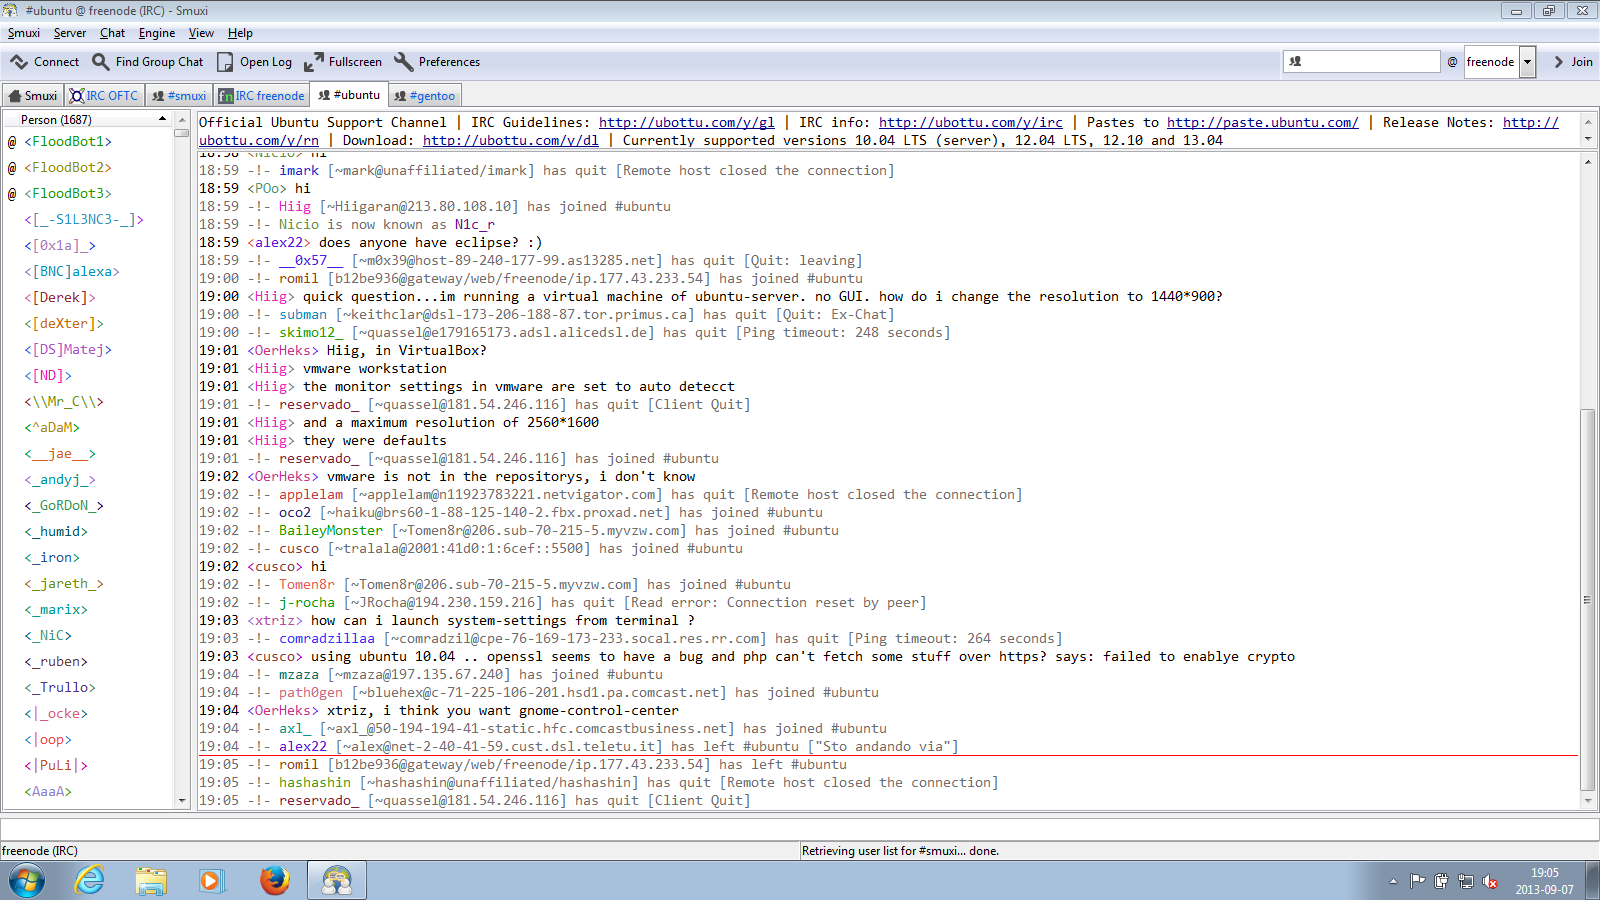 #ubuntu @ freenode (IRC) - Smuxi
Smuxi Server Chat Engine View Help
Connect Find Group Chat Open Log Fullscreen Preferences @ freenode Join
Smuxi IRC OFTC #smuxi fn IRC freenode #ubuntu #gentoo
Person (1687)
@ <FloodBot1>
@ <FloodBot2>
@ <FloodBot3>
<[_-S1L3NC3-_]>
<[0x1a]_>
<[BNC]alexa>
<[Derek]>
<[deXter]>
<[DS]Matej>
<[ND]>
<\\Mr_C\\>
<^aDaM>
<__jae__>
<_andyj_>
<_GoRDoN_>
<_humid>
<_iron>
<_jareth_>
<_marix>
<_NiC>
<_ruben>
<_Trullo>
<|_ocke>
<|oop>
<|PuLi|>
<AaaA>
Official Ubuntu Support Channel | IRC Guidelines: http://ubottu.com/y/gl | IRC info: http://ubottu.com/y/irc | Pastes to http://paste.ubuntu.com/ | Release Notes: http://
ubottu.com/y/rn | Download: http://ubottu.com/y/dl | Currently supported versions 10.04 LTS (server), 12.04 LTS, 12.10 and 13.04
18:58 <Nicio> hi
18:59 -!- imark [~mark@unaffiliated/imark] has quit [Remote host closed the connection]
18:59 <POo> hi
18:59 -!- Hiig [~Hiigaran@213.80.108.10] has joined #ubuntu
18:59 -!- Nicio is now known as N1c_r
18:59 <alex22> does anyone have eclipse? :)
18:59 -!- __0x57__ [~m0x39@host-89-240-177-99.as13285.net] has quit [Quit: leaving]
19:00 -!- romil [b12be936@gateway/web/freenode/ip.177.43.233.54] has joined #ubuntu
19:00 <Hiig> quick question...im running a virtual machine of ubuntu-server. no GUI. how do i change the resolution to 1440*900?
19:00 -!- subman [~keithclar@dsl-173-206-188-87.tor.primus.ca] has quit [Quit: Ex-Chat]
19:00 -!- skimo12_ [~quassel@e179165173.adsl.alicedsl.de] has quit [Ping timeout: 248 seconds]
19:01 <OerHeks> Hiig, in VirtualBox?
19:01 <Hiig> vmware workstation
19:01 <Hiig> the monitor settings in vmware are set to auto detecct
19:01 -!- reservado_ [~quassel@181.54.246.116] has quit [Client Quit]
19:01 <Hiig> and a maximum resolution of 2560*1600
19:01 <Hiig> they were defaults
19:01 -!- reservado_ [~quassel@181.54.246.116] has joined #ubuntu
19:02 <OerHeks> vmware is not in the repositorys, i don't know
19:02 -!- applelam [~applelam@n11923783221.netvigator.com] has quit [Remote host closed the connection]
19:02 -!- oco2 [~haiku@brs60-1-88-125-140-2.fbx.proxad.net] has joined #ubuntu
19:02 -!- BaileyMonster [~Tomen8r@206.sub-70-215-5.myvzw.com] has joined #ubuntu
19:02 -!- cusco [~tralala@2001:41d0:1:6cef::5500] has joined #ubuntu
19:02 <cusco> hi
19:02 -!- Tomen8r [~Tomen8r@206.sub-70-215-5.myvzw.com] has joined #ubuntu
19:02 -!- j-rocha [~JRocha@194.230.159.216] has quit [Read error: Connection reset by peer]
19:03 <xtriz> how can i launch system-settings from terminal ?
19:03 -!- comradzillaa [~comradzil@cpe-76-169-173-233.socal.res.rr.com] has quit [Ping timeout: 264 seconds]
19:03 <cusco> using ubuntu 10.04 .. openssl seems to have a bug and php can't fetch some stuff over https? says: failed to enablye crypto
19:04 -!- mzaza [~mzaza@197.135.67.240] has joined #ubuntu
19:04 -!- path0gen [~bluehex@c-71-225-106-201.hsd1.pa.comcast.net] has joined #ubuntu
19:04 <OerHeks> xtriz, i think you want gnome-control-center
19:04 -!- axl_ [~axl_@50-194-194-41-static.hfc.comcastbusiness.net] has joined #ubuntu
19:04 -!- alex22 [~alex@net-2-40-41-59.cust.dsl.teletu.it] has left #ubuntu ["Sto andando via"]
19:05 -!- romil [b12be936@gateway/web/freenode/ip.177.43.233.54] has left #ubuntu
19:05 -!- hashashin [~hashashin@unaffiliated/hashashin] has quit [Remote host closed the connection]
19:05 -!- reservado_ [~quassel@181.54.246.116] has quit [Client Quit]
freenode (IRC) Retrieving user list for #smuxi... done.
19:05
2013-09-07